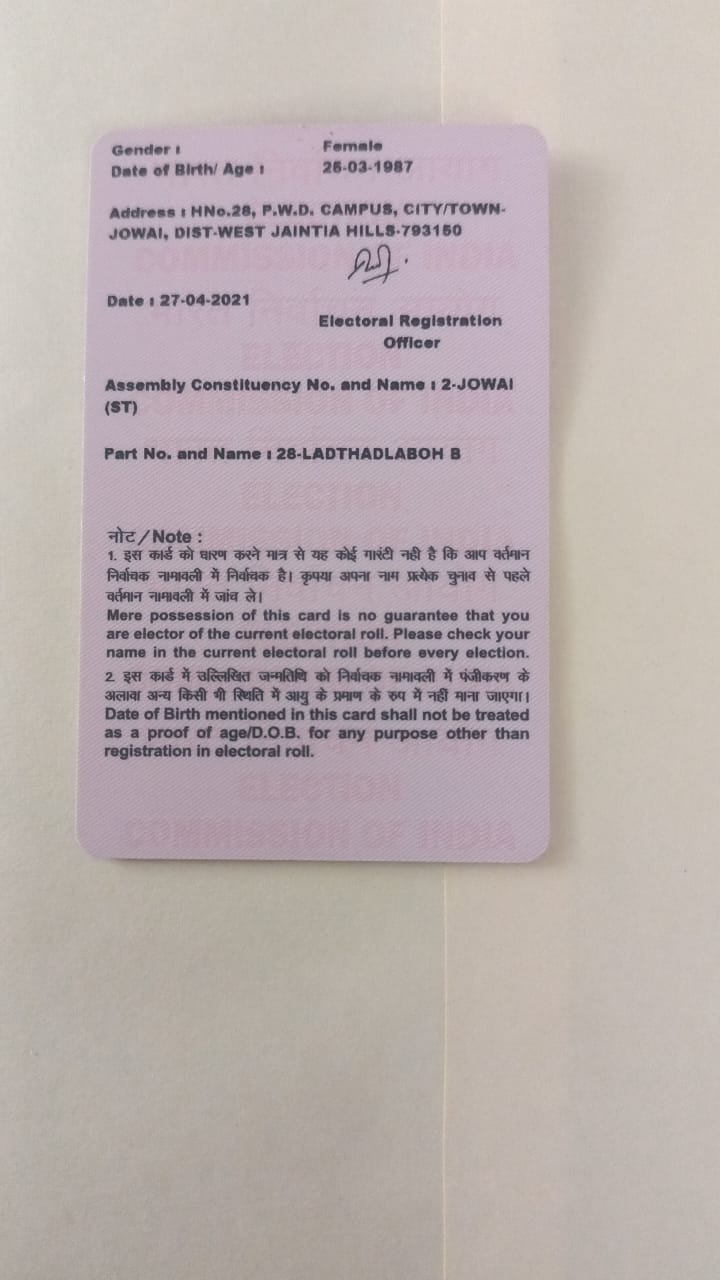 Gender : Female
Date of Birth/ Age : 25-03-1987
Address : HNo.28, P.W.D. CAMPUS, CITY/TOWN-
JOWAI, DIST-WEST JAINTIA HILLS-793150
Date : 27-04-2021
Electoral Registration
Officer
Assembly Constituency No. and Name : 2-JOWAI
(ST)
Part No. and Name : 28-LADTHADLABOH B
नोट/Note :
1. इस कार्ड को धारण करने मात्र से यह कोई गारंटी नही है कि आप वर्तमान
निर्वाचक नामावली में निर्वाचक है। कृपया अपना नाम प्रत्येक चुनाव से पहले
वर्तमान नामावली में जांच ले।
Mere possession of this card is no guarantee that you
are elector of the current electoral roll. Please check your
name in the current electoral roll before every election.
2. इस कार्ड में उल्लिखित जन्मतिथि को निर्वाचक नामावली में पंजीकरण के
अलावा अन्य किसी भी स्थिति में आयु के प्रमाण के रुप में नहीं माना जाएगा।
Date of Birth mentioned in this card shall not be treated
as a proof of age/D.O.B. for any purpose other than
registration in electoral roll.
ELECTION
COMMISSION OF INDIA